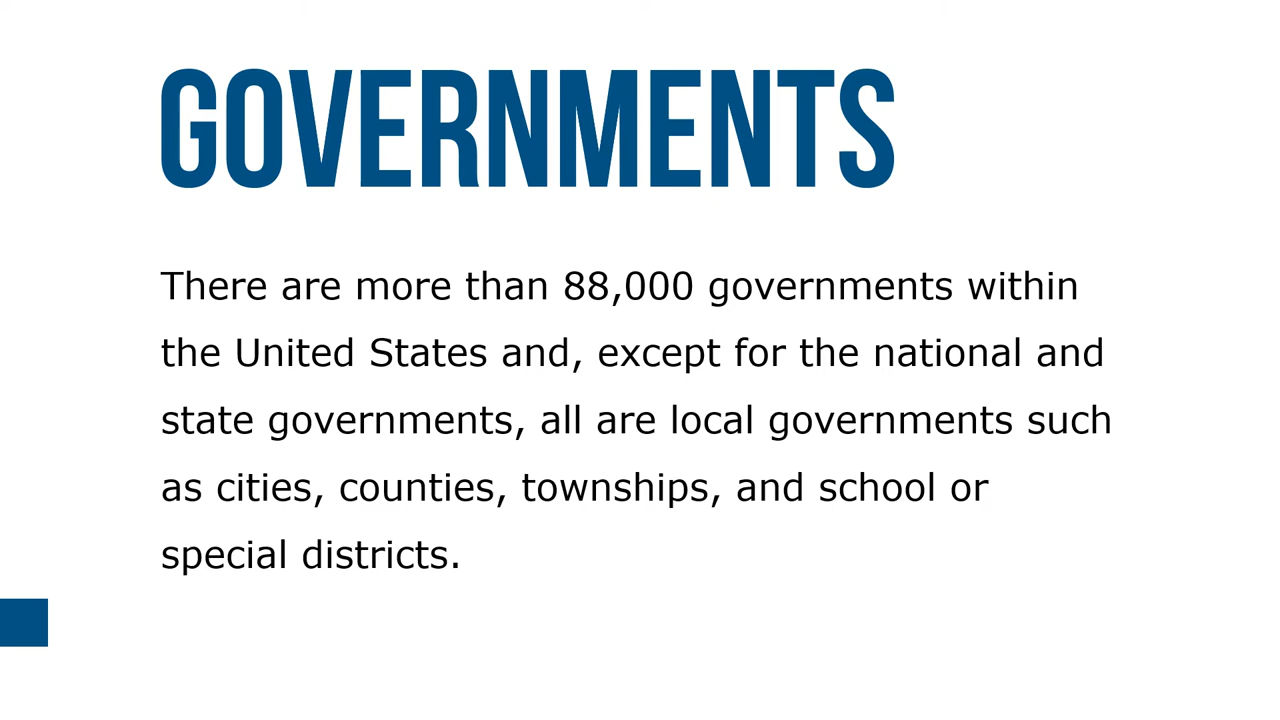 GOVERNMENTS
There are more than 88,000 governments within
the United States and, except for the national and
state governments, all are local governments such
as cities, counties, townships, and school or
special districts.